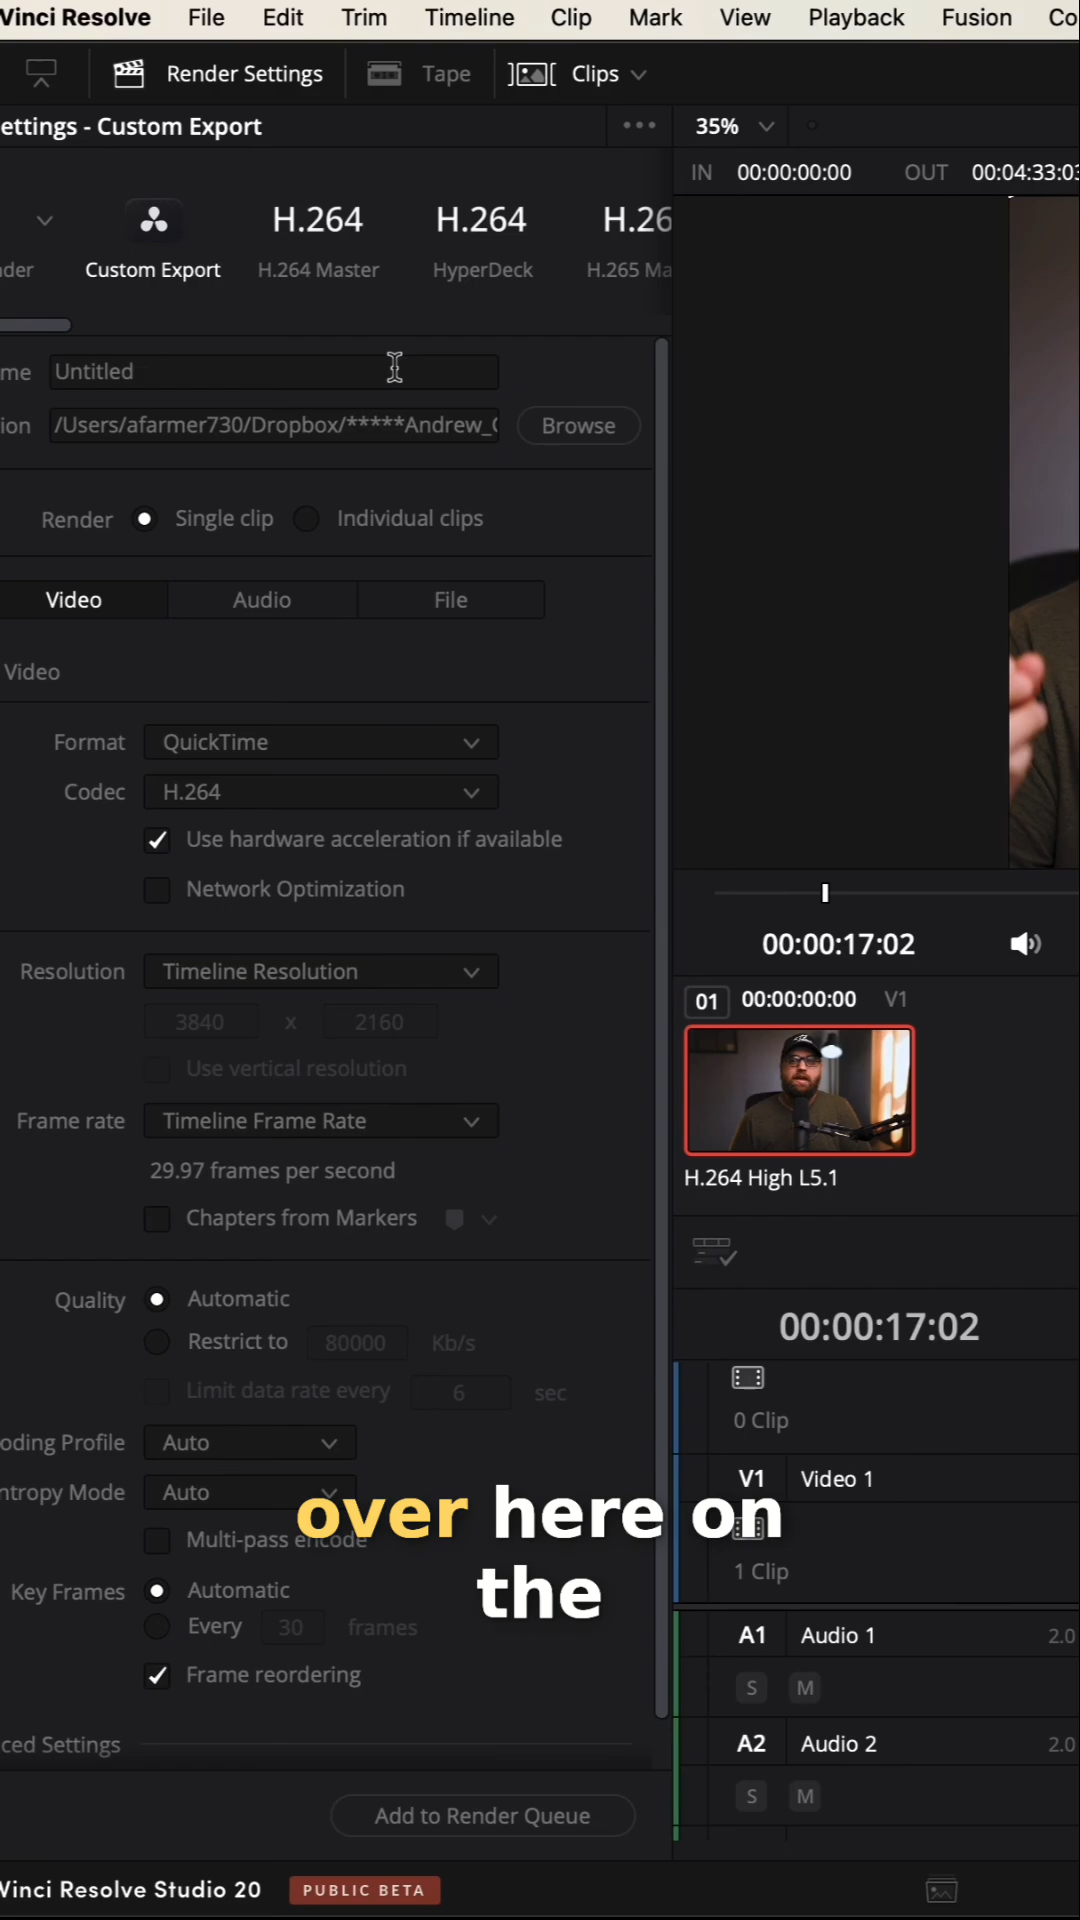 Vinci Resolve File Edit Trim Timeline Clip Mark View Playback Fusion Co
Render Settings Tape Clips
ettings - Custom Export
35%
IN 00:00:00:00 OUT 00:04:33:03
H.264 H.264 H.26
der Custom Export H.264 Master HyperDeck H.265 Ma
me Untitled
ion /Users/afarmer730/Dropbox/*****Andrew_ Browse
Render Single clip Individual clips
Video Audio File
Video
Format QuickTime
Codec H.264
Use hardware acceleration if available
Network Optimization
Resolution Timeline Resolution
3840 x 2160
Use vertical resolution
Frame rate Timeline Frame Rate
29.97 frames per second
Chapters from Markers
Quality Automatic
Restrict to 80000 Kb/s
Limit data rate every 6 sec
oding Profile Auto
ntropy Mode Auto
Multi-pass encode
Key Frames Automatic
Every 30 frames
Frame reordering
ced Settings
Add to Render Queue
00:00:17:02
01 00:00:00:00 V1
H.264 High L5.1
00:00:17:02
0 Clip
V1 Video 1
1 Clip
A1 Audio 1 2.0
S M
A2 Audio 2 2.0
S M
over here on
the
Vinci Resolve Studio 20 PUBLIC BETA